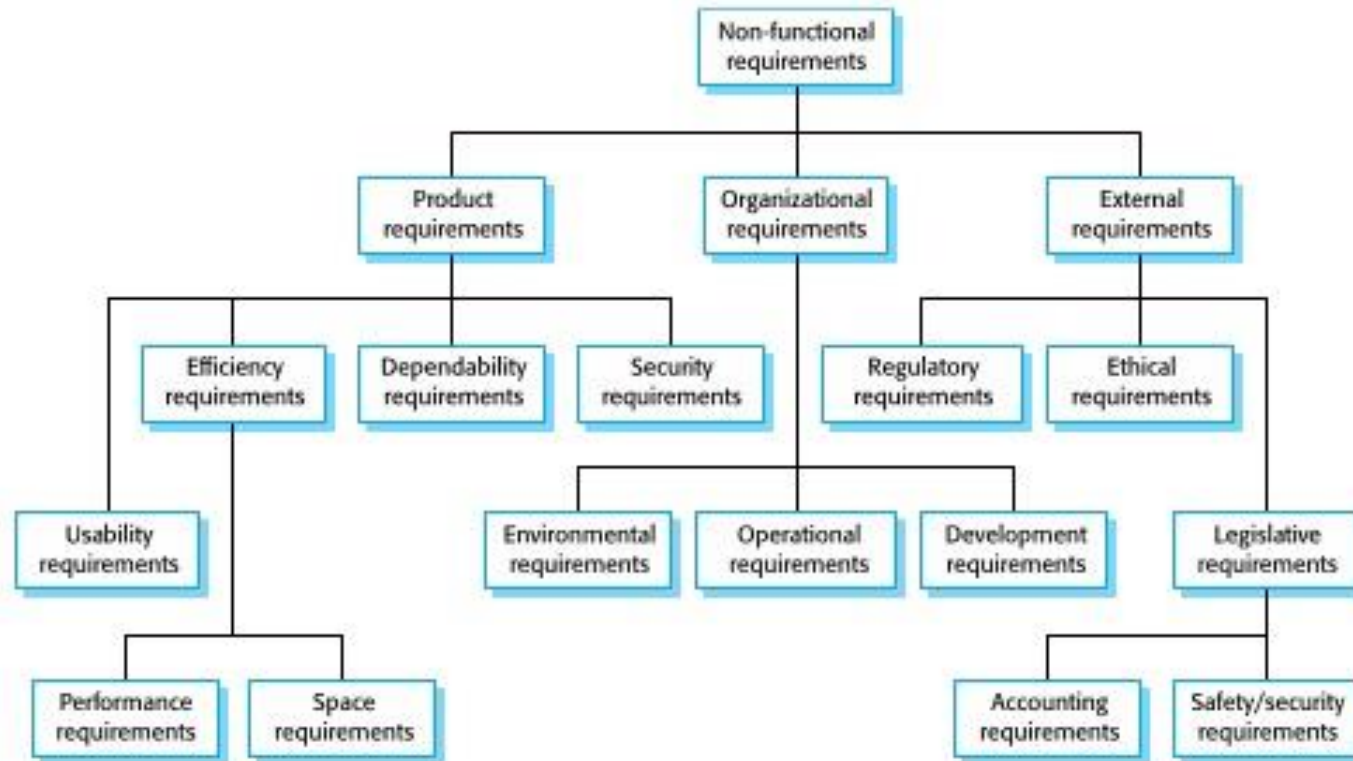 Non-functional
requirements
Product
requirements
Organizational
requirements
External
requirements
Efficiency
requirements
Dependability
requirements
Security
requirements
Regulatory
requirements
Ethical
requirements
Usability
requirements
Environmental
requirements
Operational
requirements
Development
requirements
Legislative
requirements
Performance
requirements
Space
requirements
Accounting
requirements
Safety/security
requirements